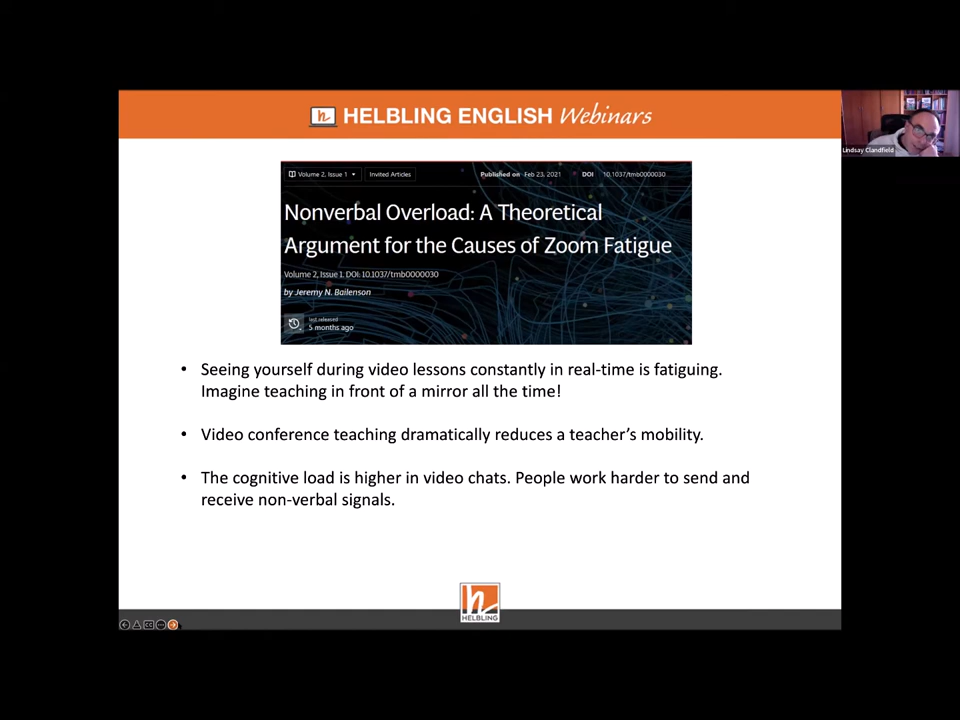 HELBLING ENGLISH Webinars
Lindsay Clandfield
Volume 2, Issue 1
Invited Articles
Published on Feb 23, 2021
DOI 10.1037/tmb0000030
Nonverbal Overload: A Theoretical
Argument for the Causes of Zoom Fatigue
Volume 2, Issue 1. DOI: 10.1037/tmb0000030
by Jeremy N. Bailenson
last released
5 months ago
• Seeing yourself during video lessons constantly in real-time is fatiguing.
Imagine teaching in front of a mirror all the time!
• Video conference teaching dramatically reduces a teacher's mobility.
• The cognitive load is higher in video chats. People work harder to send and
receive non-verbal signals.
h
HELBLING